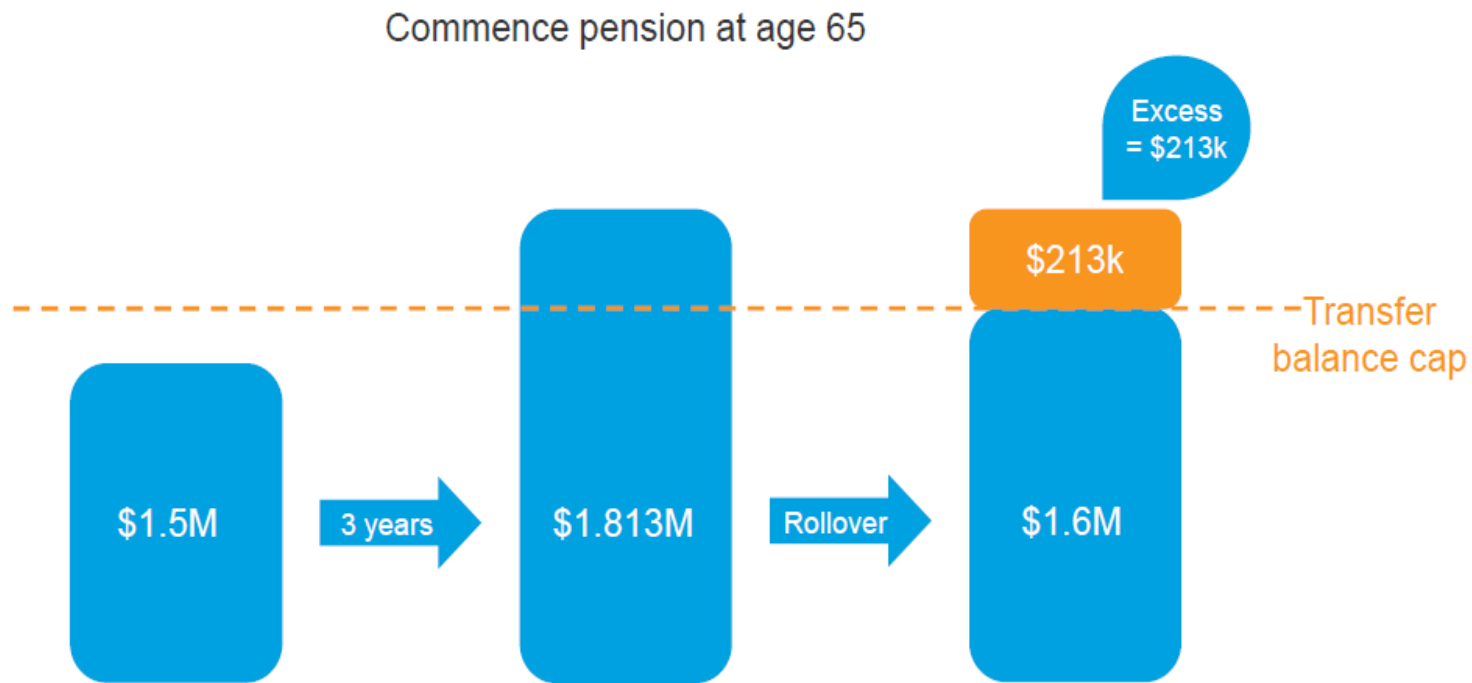 Commence pension at age 65
Excess
= $213k
$213k
Transfer
balance cap
$1.5M
3 years
$1.813M
Rollover
$1.6M